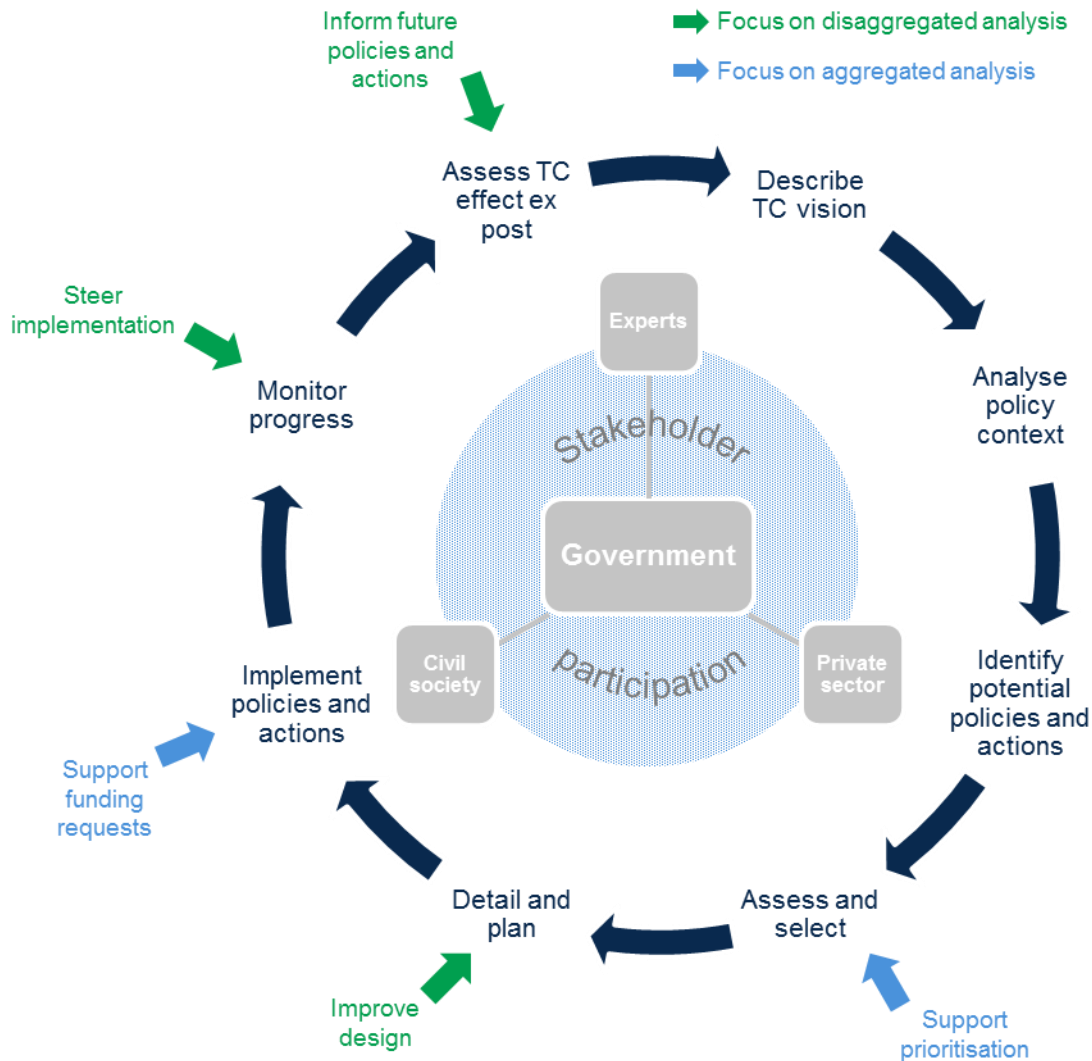 Inform future
policies and
actions
Focus on disaggregated analysis
Focus on aggregated analysis
Assess TC
effect ex
post
Describe
TC vision
Steer
implementation
Experts
Monitor
progress
Analyse
policy
context
Stakeholder
Government
participation
Civil
society
Private
sector
Implement
policies and
actions
Identify
potential
policies and
actions
Support
funding
requests
Detail and
plan
Assess and
select
Improve
design
Support
prioritisation